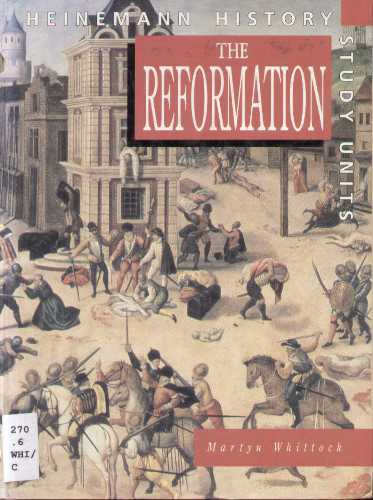 HEINEMANN HISTORY
STUDY UNITS
THE
REFORMATION
270
.6
WHI/
C
Martyn Whittock